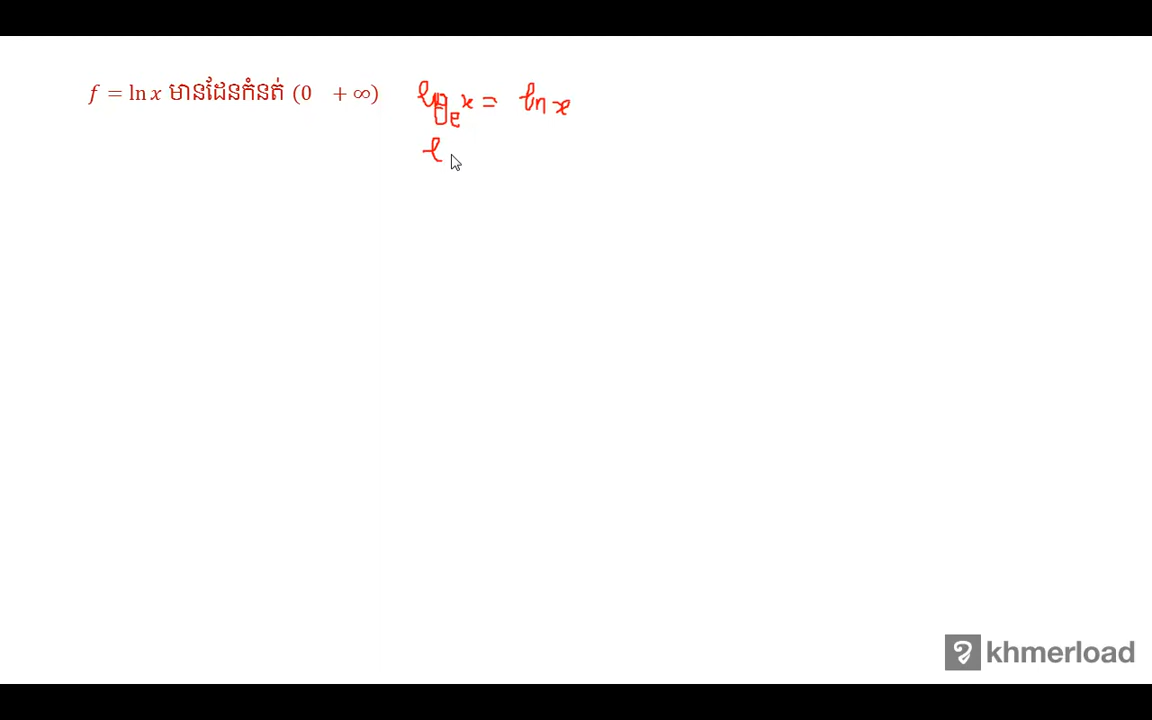 f = ln x មានដែនកំនត់ (0 + ∞) logₑ x = ln x
l
khmerload